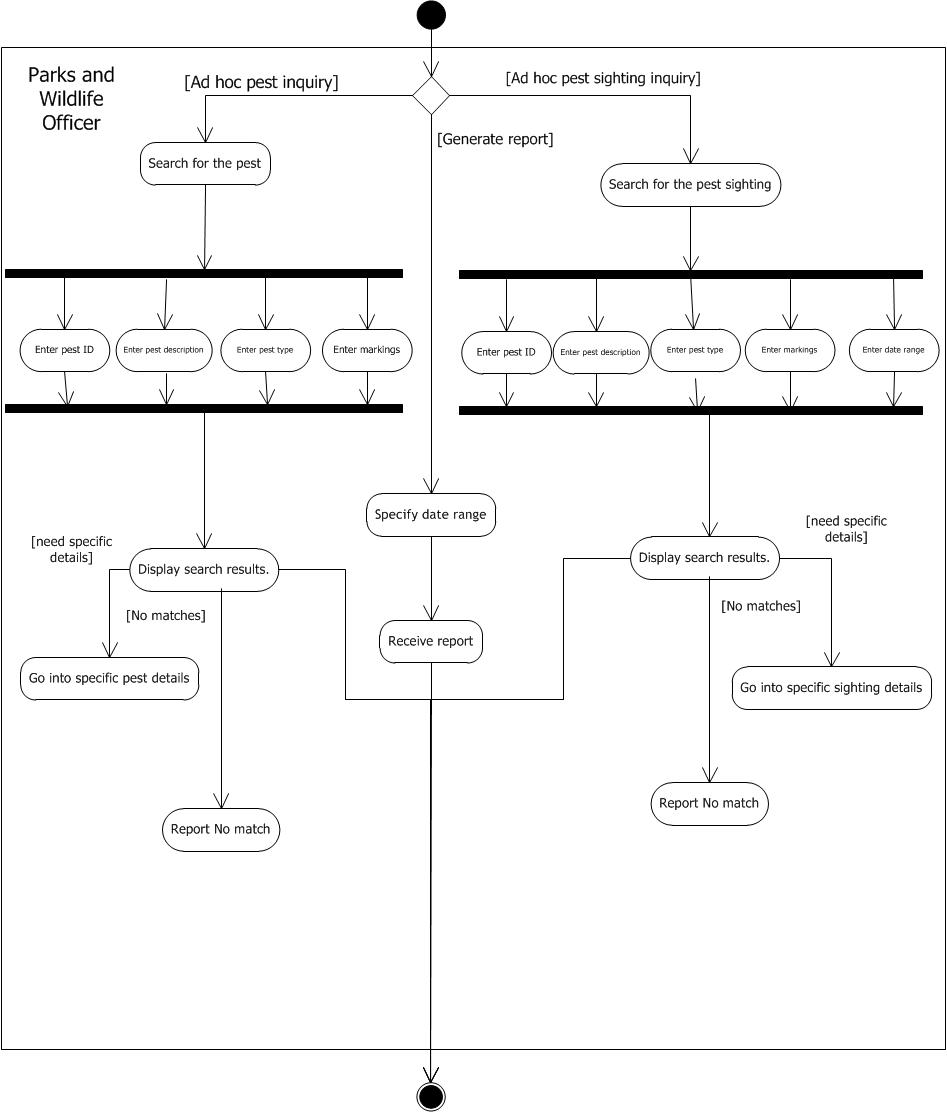 Parks and
Wildlife
Officer
[Ad hoc pest inquiry]
[Ad hoc pest sighting inquiry]
[Generate report]
Search for the pest
Search for the pest sighting
Enter pest ID
Enter pest description
Enter pest type
Enter markings
Enter pest ID
Enter pest description
Enter pest type
Enter markings
Enter date range
Specify date range
[need specific
details]
[need specific
details]
Display search results.
Display search results.
[No matches]
[No matches]
Receive report
Go into specific pest details
Go into specific sighting details
Report No match
Report No match